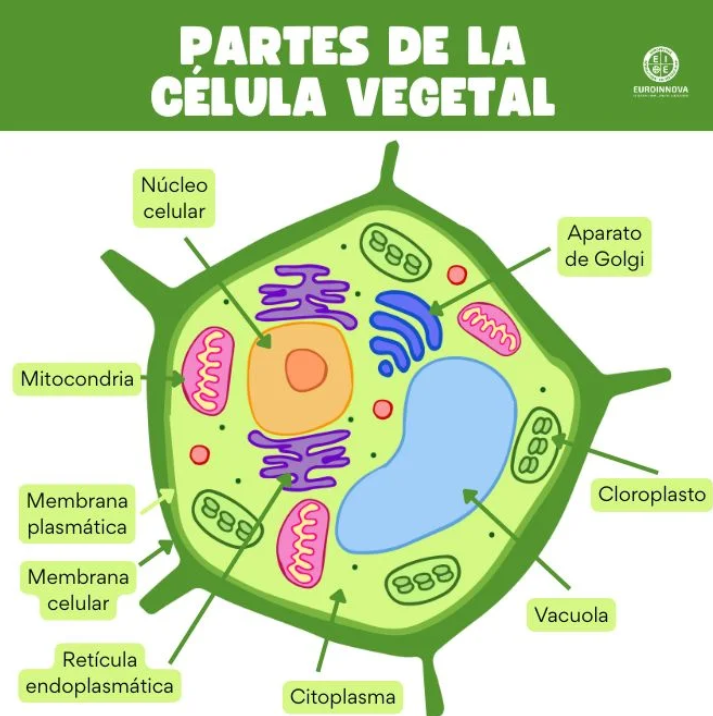 PARTES DE LA
CÉLULA VEGETAL
EUROINNOVA
Núcleo
celular
Aparato
de Golgi
Mitocondria
Cloroplasto
Membrana
plasmática
Membrana
celular
Vacuola
Retícula
endoplasmática
Citoplasma